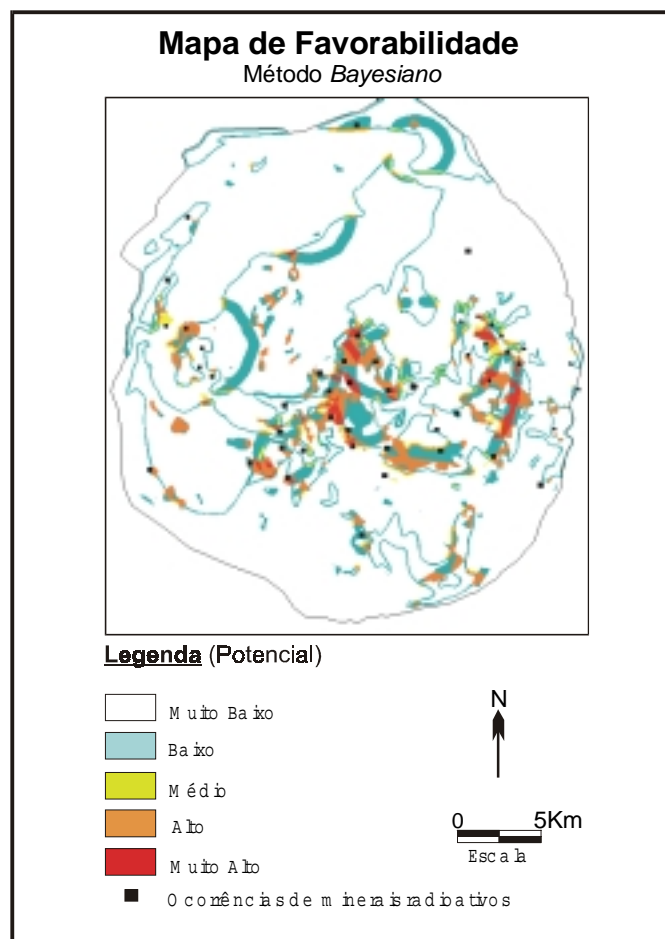 Mapa de Favorabilidade
Método Bayesiano
Legenda (Potencial)
Muito Baixo
Baixo
Médio
Alto
Muito Alto
Ocorrências de minerais radioativos
N
0 5Km
Escala